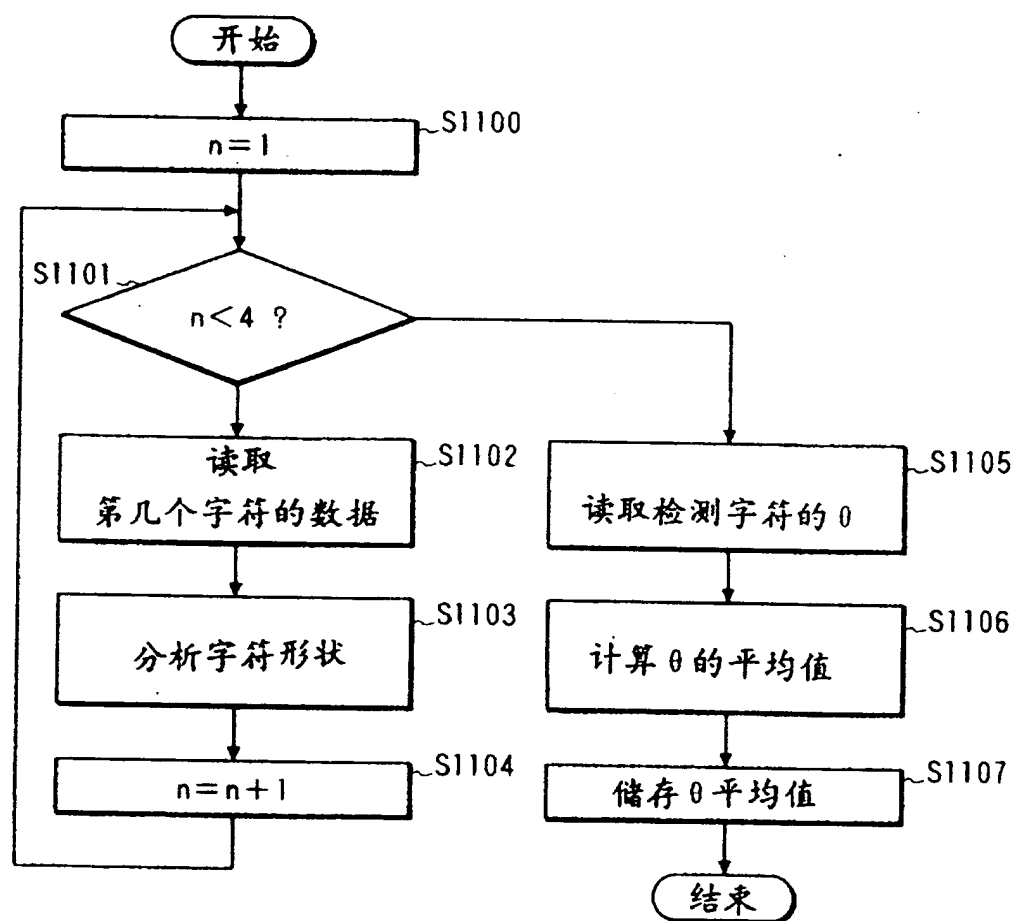 开始
n=1
S1100
S1101
n<4 ?
读取
第几个字符的数据
S1102
分析字符形状
S1103
n=n+1
S1104
读取检测字符的θ
S1105
计算θ的平均值
S1106
储存θ平均值
S1107
结束